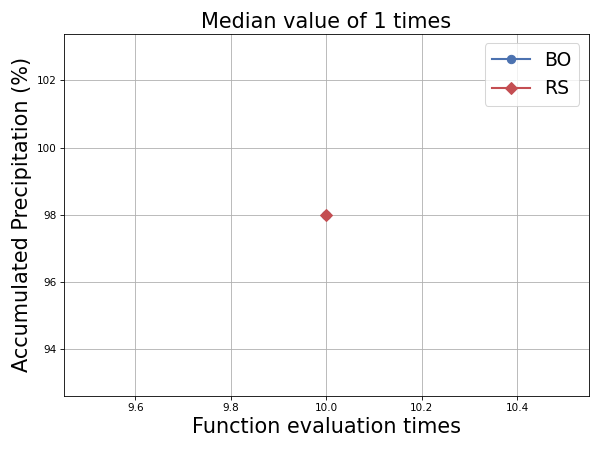 Median value of 1 times
BO
RS
Accumulated Precipitation (%)
102
100
98
96
94
9.6 9.8 10.0 10.2 10.4
Function evaluation times